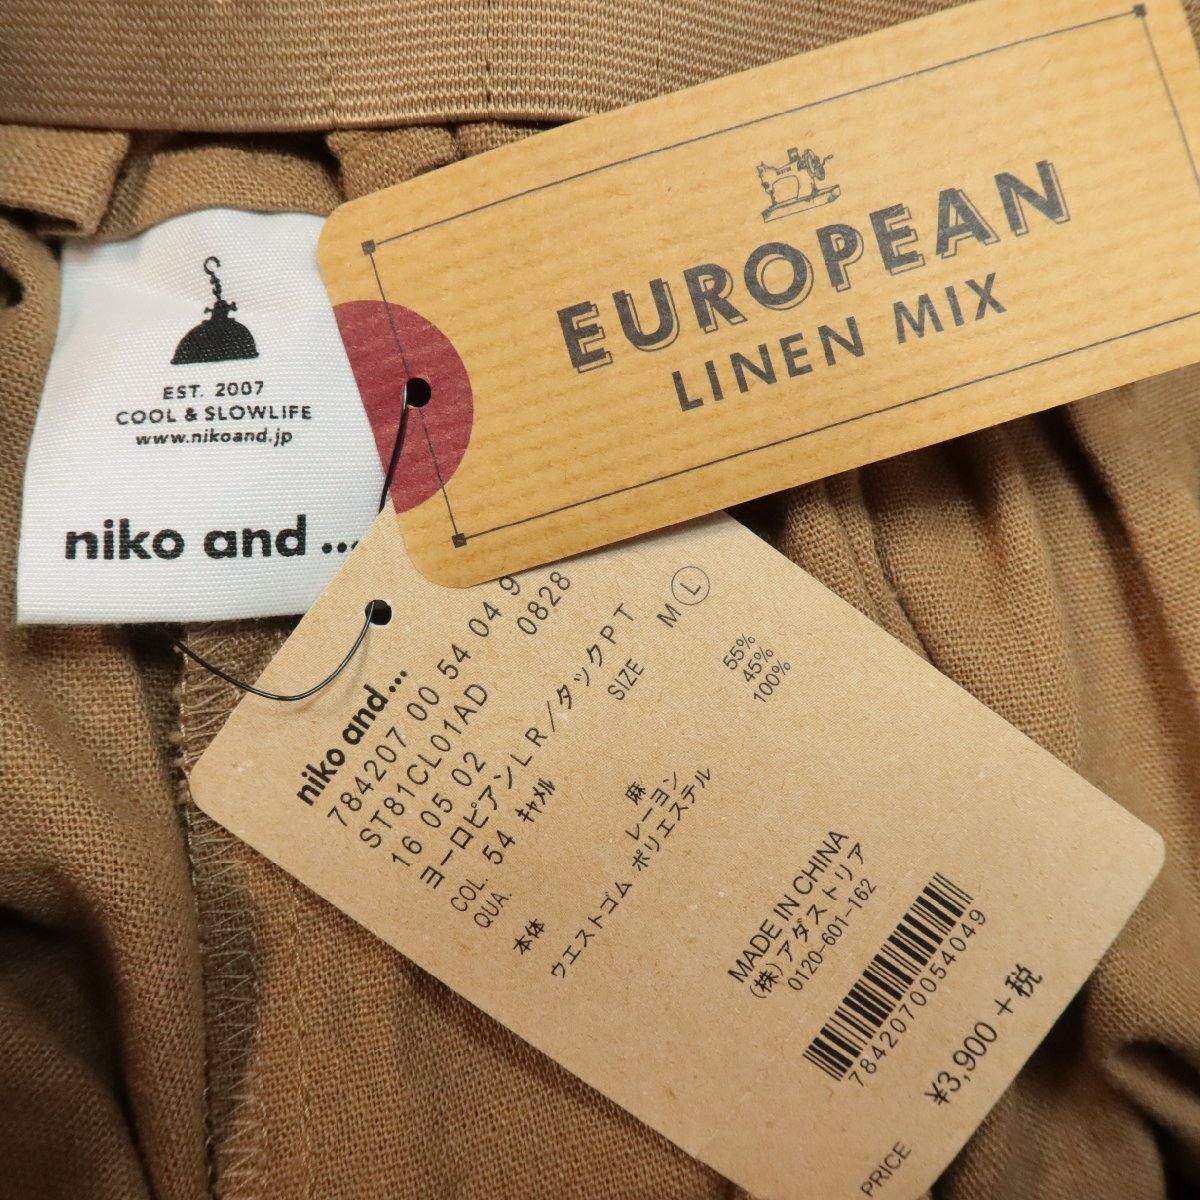 EUROPEAN
LINEN MIX
EST. 2007
COOL & SLOWLIFE
www.nikoand.jp
niko and ...
niko and ...
784207 00 54 04 9
ST81CL01AD 0828
16 05 02
ヨーロピアンLR/タックPT
COL. 54 ｷｬﾒﾙ SIZE M L
QUA.
本体 麻 55%
レーヨン 45%
ウエストゴム ポリエステル 100%
MADE IN CHINA
(株)アダストリア
0120-601-162
7842070054049
¥3,900 +税
PRICE